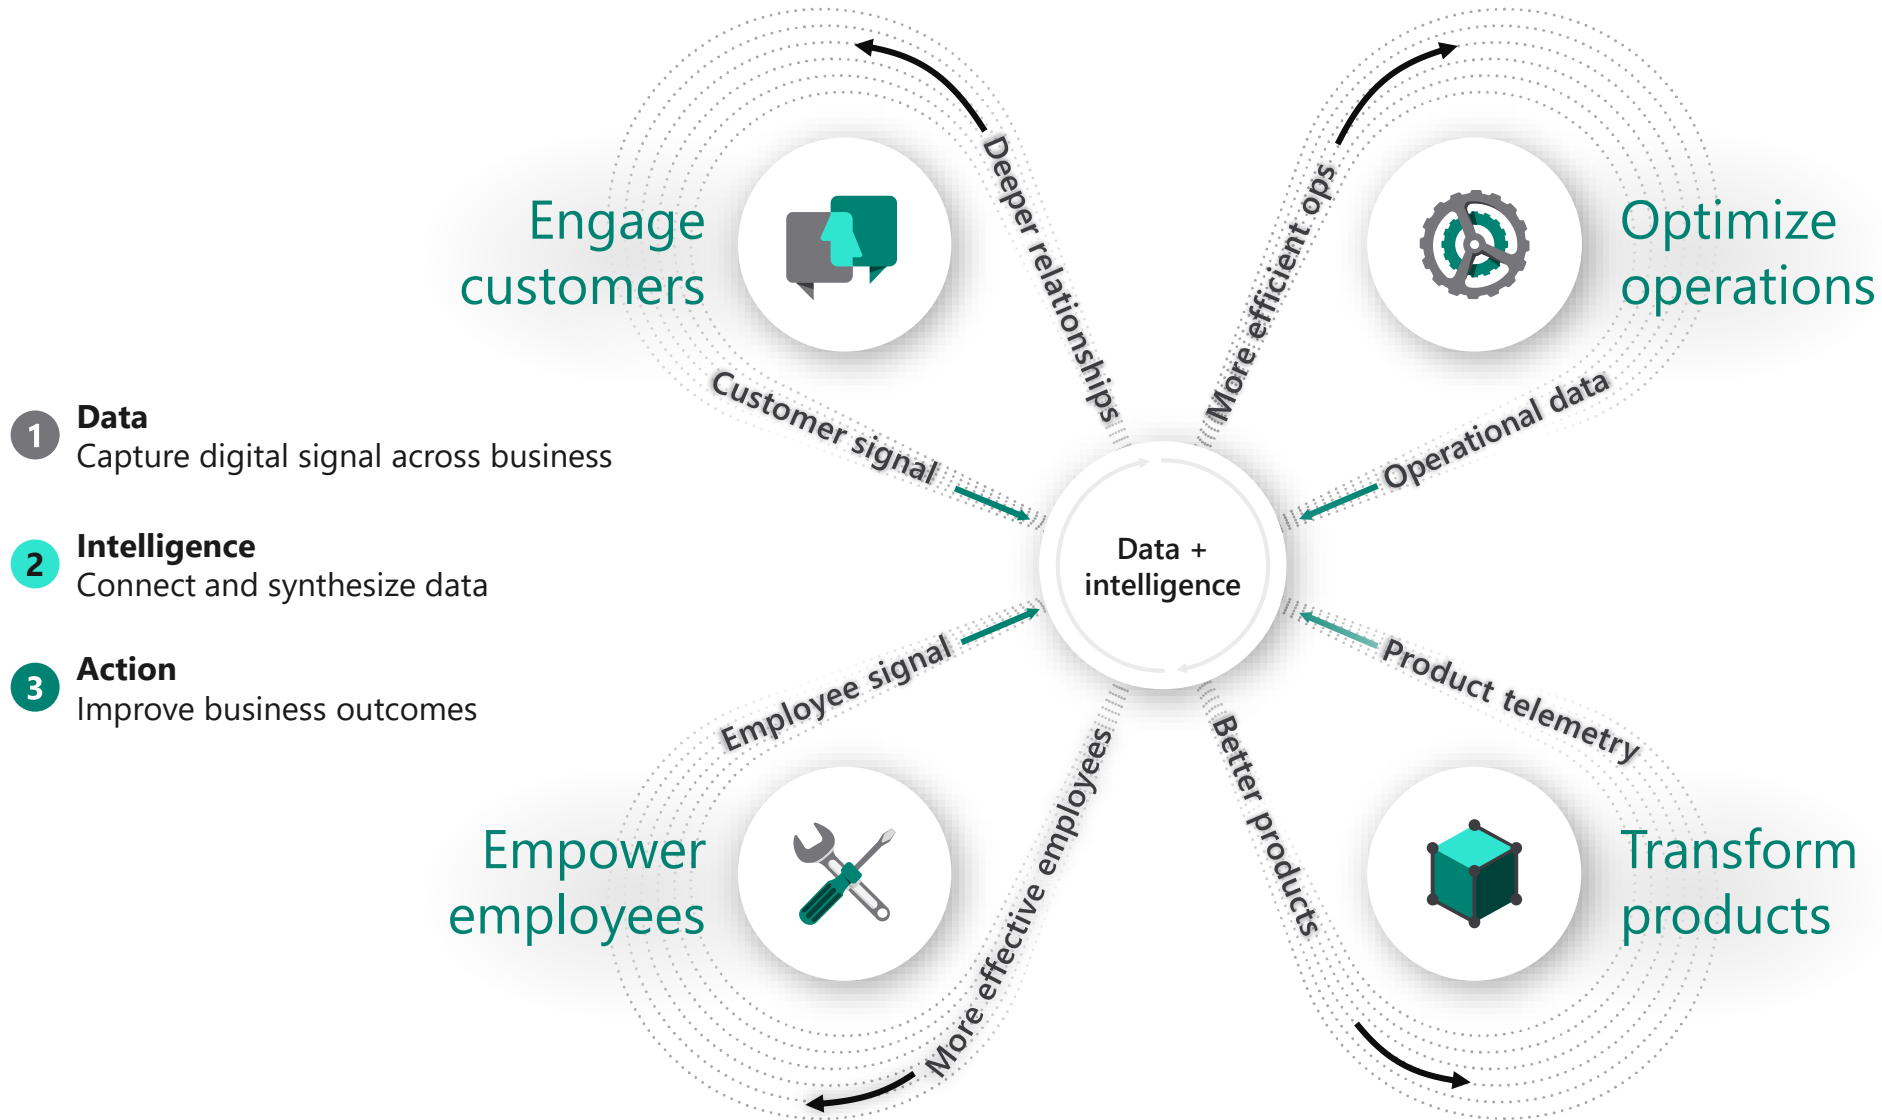 Deeper relationships
More efficient ops
Engage
customers
Optimize
operations
Customer signal
Operational data
1
Data
Capture digital signal across business
2
Intelligence
Connect and synthesize data
3
Action
Improve business outcomes
Data +
intelligence
Employee signal
Product telemetry
More effective employees
Better products
Empower
employees
Transform
products